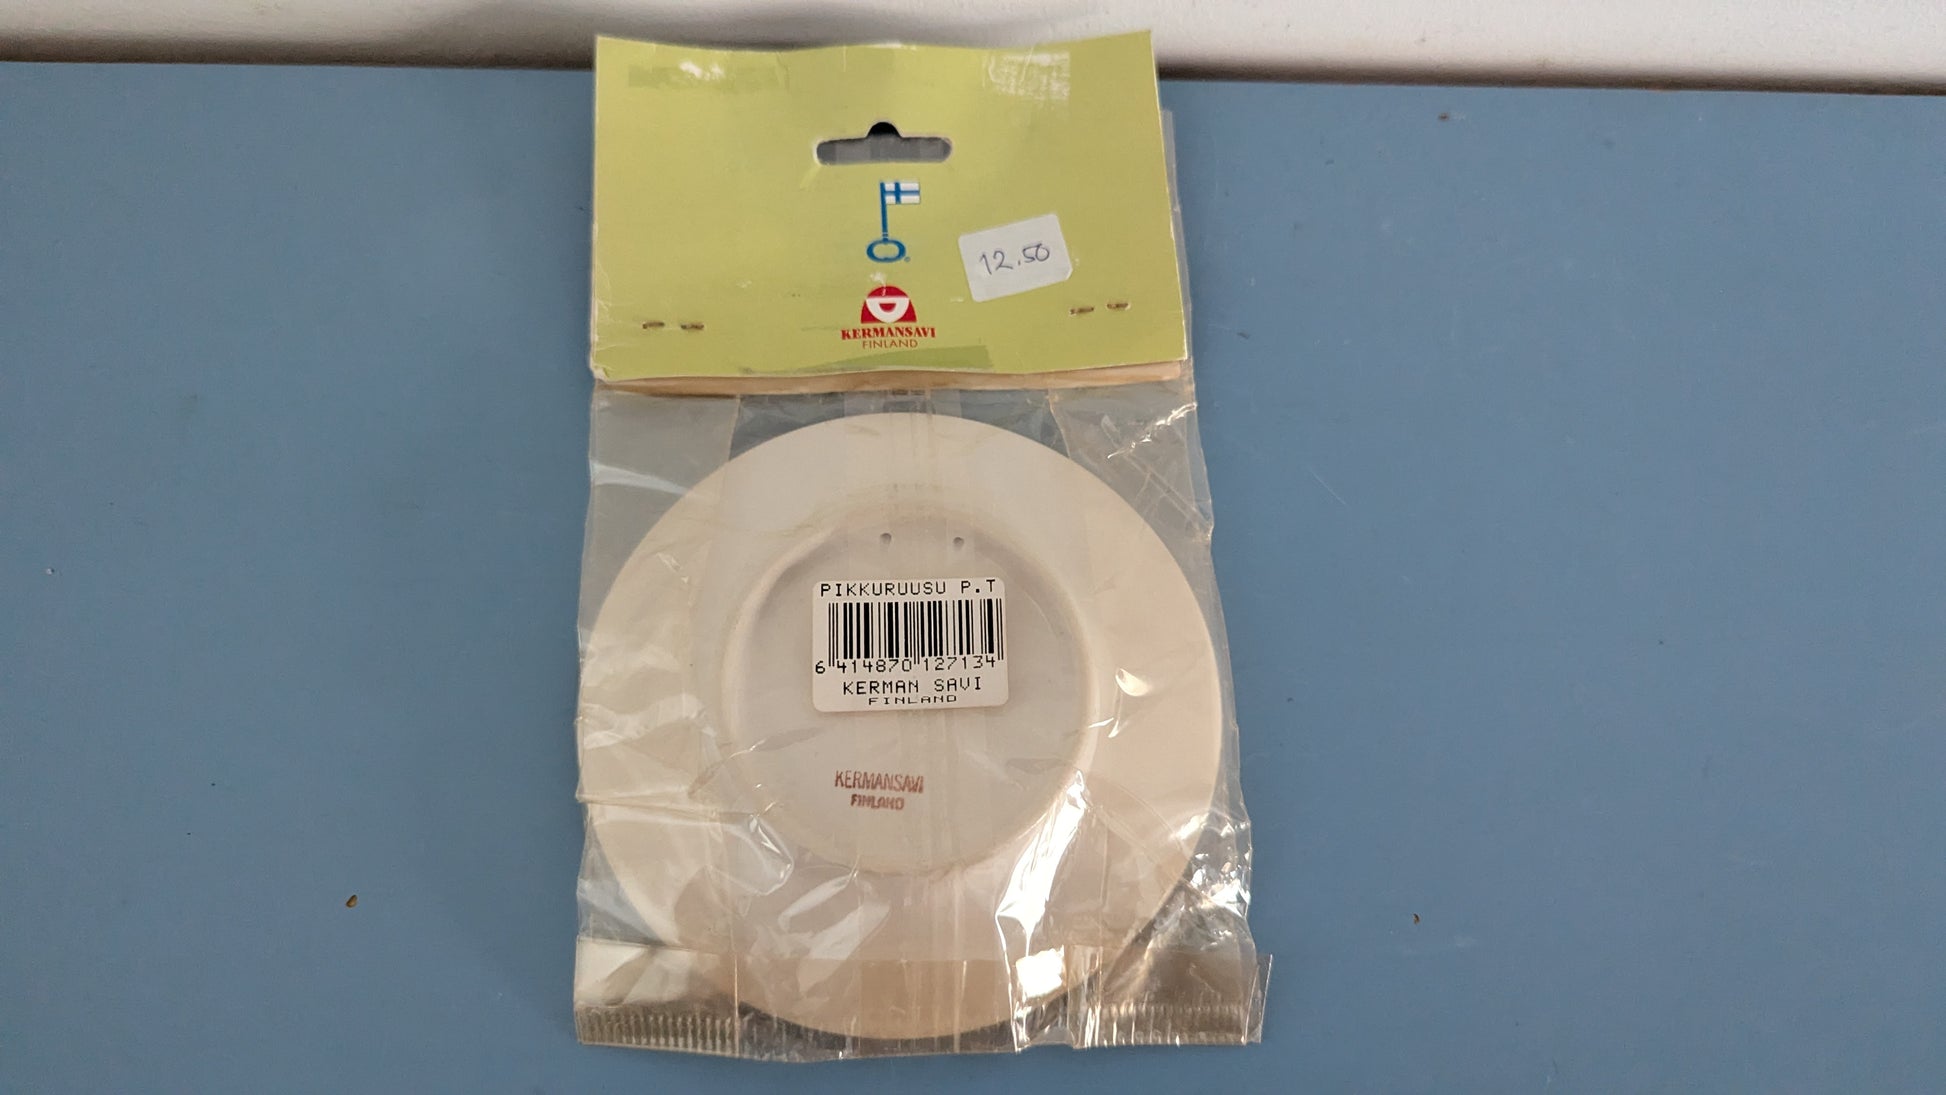 12.50
KERMANSAVI
FINLAND
PIKKURUUSU P.T
6 414870 127134
KERMAN SAVI
FINLAND
KERMANSAVI
FINLAND